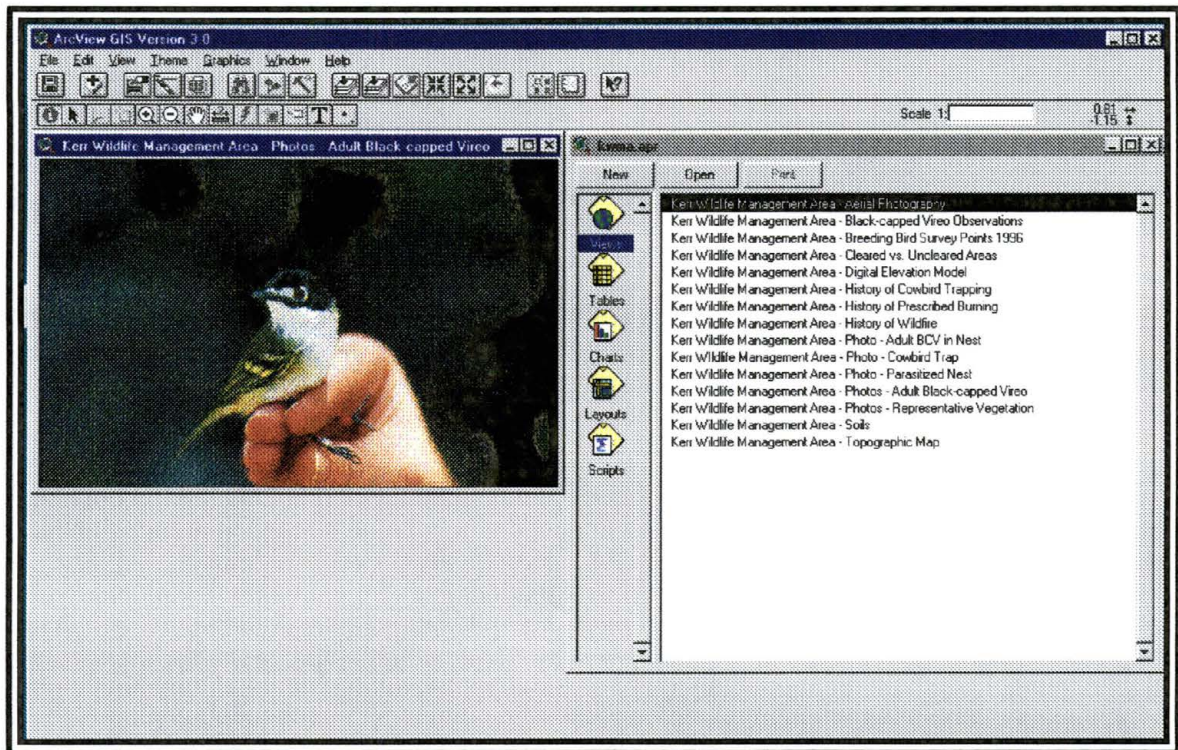 ArcView GIS Version 3.0
File Edit View Theme Graphics Window Help
Scale 1:
0.81
-1.15
Kerr Wildlife Management Area - Photos - Adult Black-capped Vireo
kwma.apr
New Open Print
Views
Tables
Charts
Layouts
Scripts
Kerr Wildlife Management Area - Aerial Photography
Kerr Wildlife Management Area - Black-capped Vireo Observations
Kerr Wildlife Management Area - Breeding Bird Survey Points 1996
Kerr Wildlife Management Area - Cleared vs. Uncleared Areas
Kerr Wildlife Management Area - Digital Elevation Model
Kerr Wildlife Management Area - History of Cowbird Trapping
Kerr Wildlife Management Area - History of Prescribed Burning
Kerr Wildlife Management Area - History of Wildfire
Kerr Wildlife Management Area - Photo - Adult BCV in Nest
Kerr Wildlife Management Area - Photo - Cowbird Trap
Kerr Wildlife Management Area - Photo - Parasitized Nest
Kerr Wildlife Management Area - Photos - Adult Black-capped Vireo
Kerr Wildlife Management Area - Photos - Representative Vegetation
Kerr Wildlife Management Area - Soils
Kerr Wildlife Management Area - Topographic Map